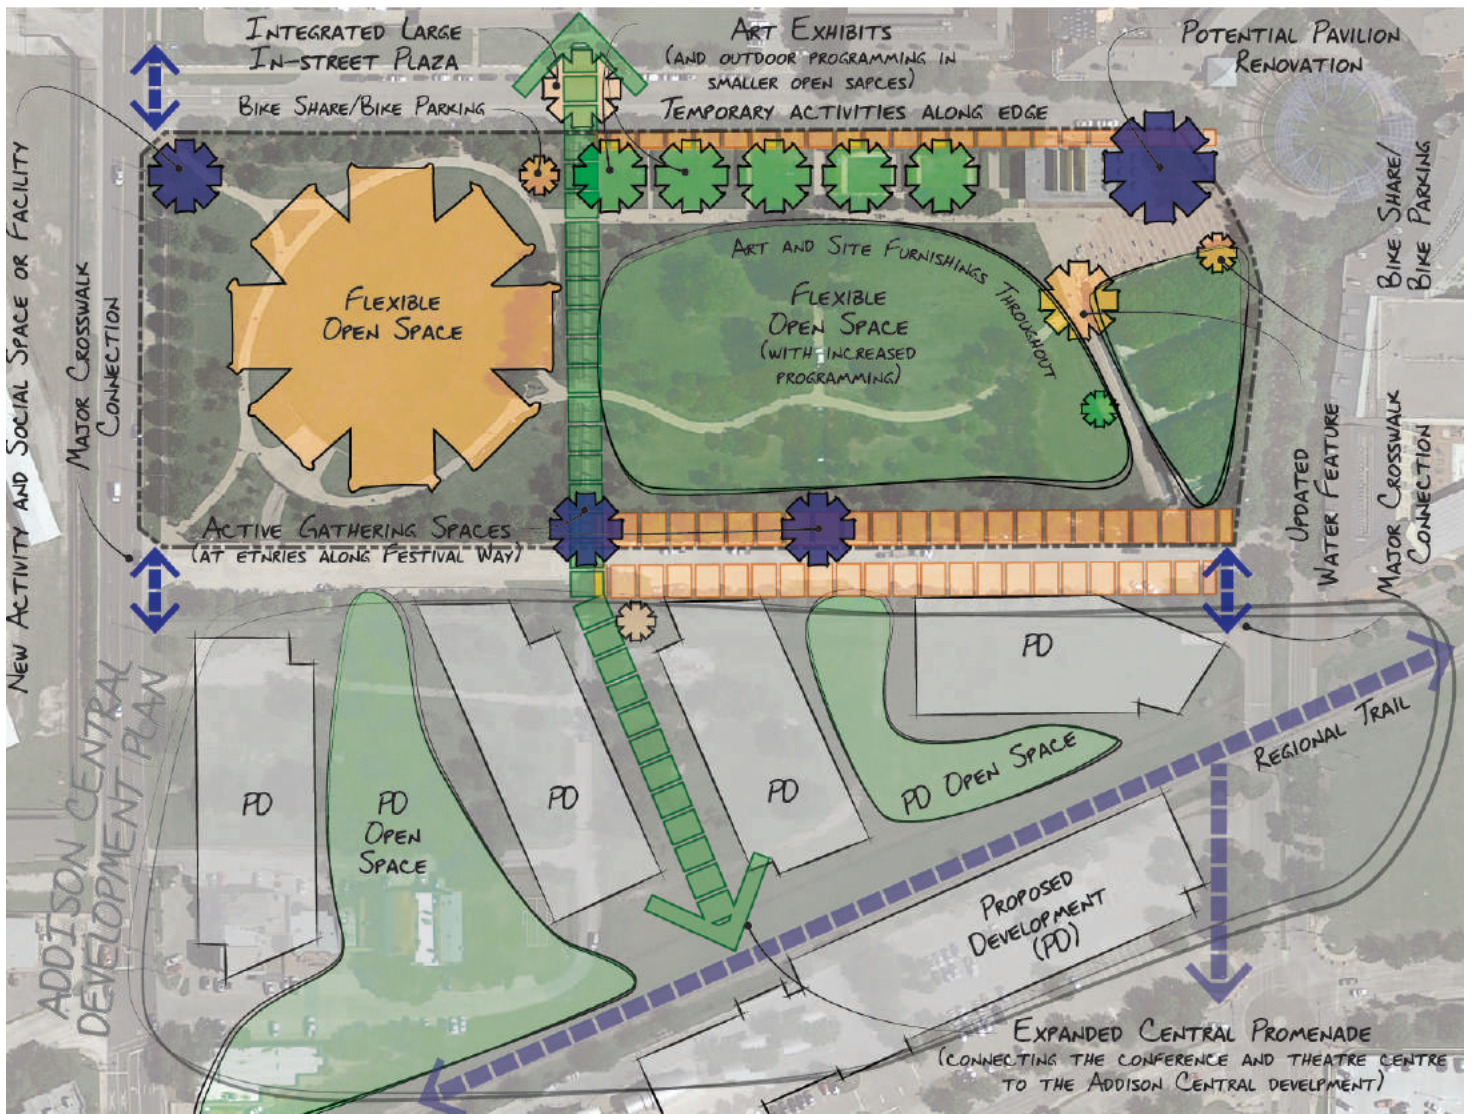 Integrated Large
In-street Plaza
Art Exhibits
(and outdoor programming in
smaller open sapces)
Potential Pavilion
Renovation
Bike Share/Bike Parking
Temporary activities along edge
New Activity and Social Space or Facility
Major Crosswalk
Connection
Bike Share/
Bike Parking
Flexible
Open Space
Art and Site Furnishings Throughout
Flexible
Open Space
(with increased
programming)
Updated
Water Feature
Major Crosswalk
Connection
Active Gathering Spaces
(at etnries along Festival Way)
PD
PD
PD
PD
PD
Open
Space
PD Open Space
Regional Trail
Addison Central
Development Plan
Proposed
Development
(PD)
Expanded Central Promenade
(connecting the conference and theatre centre
to the Addison Central develpment)